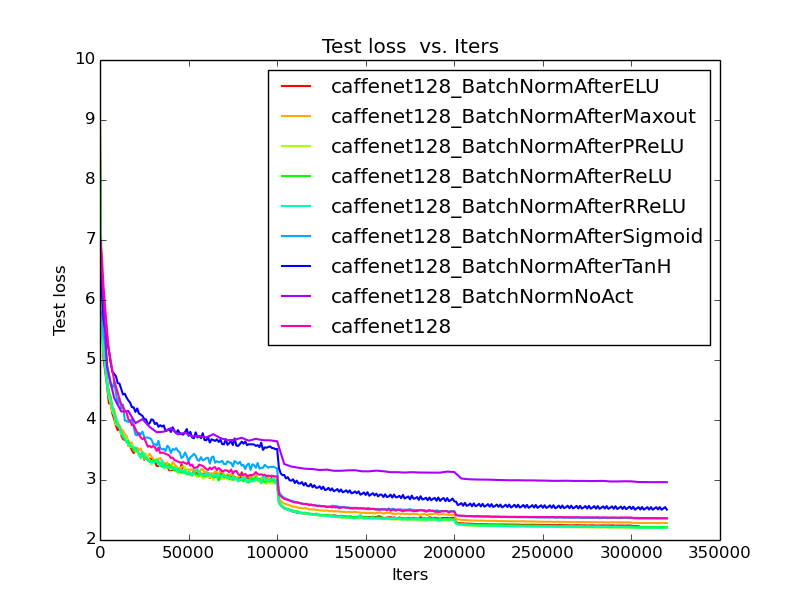 Test loss  vs. Iters
10
9
8
7
6
5
4
3
2
Test loss
caffenet128_BatchNormAfterELU
caffenet128_BatchNormAfterMaxout
caffenet128_BatchNormAfterPReLU
caffenet128_BatchNormAfterReLU
caffenet128_BatchNormAfterRReLU
caffenet128_BatchNormAfterSigmoid
caffenet128_BatchNormAfterTanH
caffenet128_BatchNormNoAct
caffenet128
0 50000 100000 150000 200000 250000 300000 350000
Iters